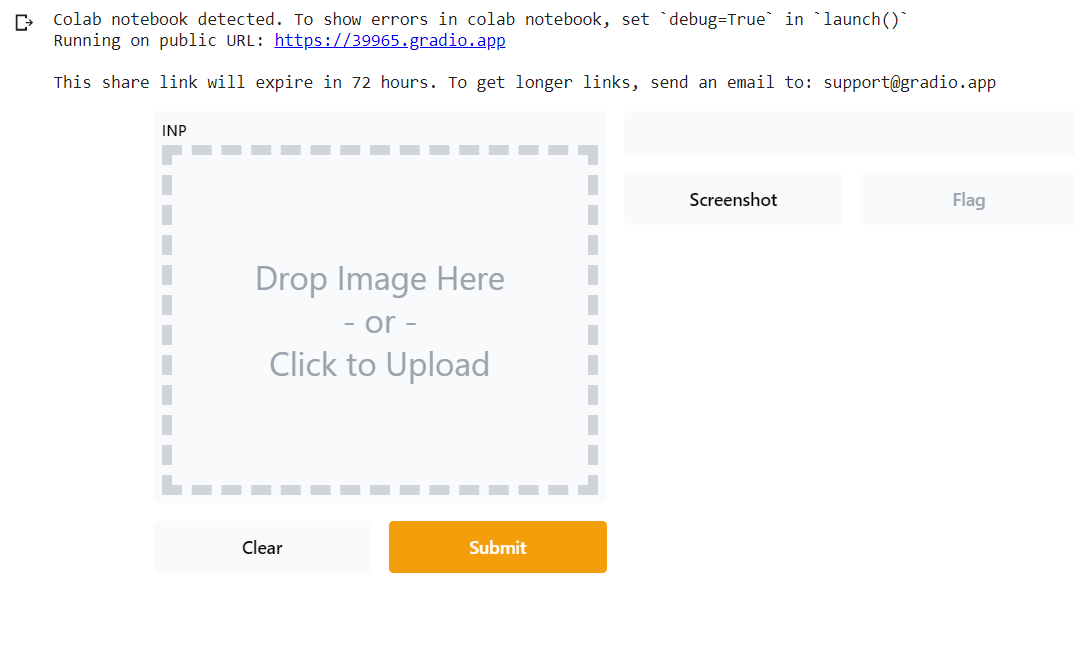 Colab notebook detected. To show errors in colab notebook, set `debug=True` in `launch()`
Running on public URL: https://39965.gradio.app
This share link will expire in 72 hours. To get longer links, send an email to: support@gradio.app
INP
Drop Image Here
- or -
Click to Upload
Screenshot
Flag
Clear
Submit